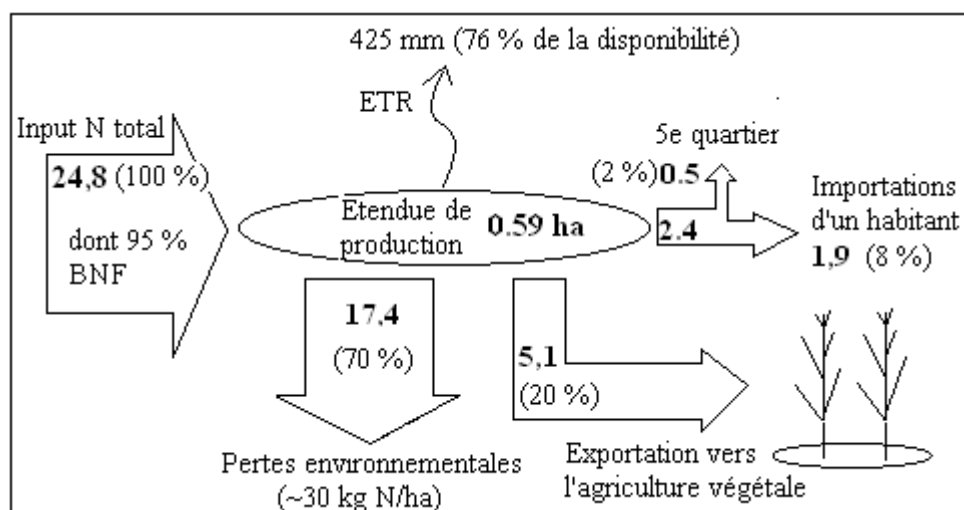 425 mm (76 % de la disponibilité)
ETR
Input N total
24,8 (100 %)
dont 95 %
BNF
5e quartier
(2 %) 0.5
Etendue de
production 0.59 ha
2.4
Importations
d'un habitant
1,9 (8 %)
17,4
(70 %)
5,1
(20 %)
Pertes environnementales
(~30 kg N/ha)
Exportation vers
l'agriculture végétale